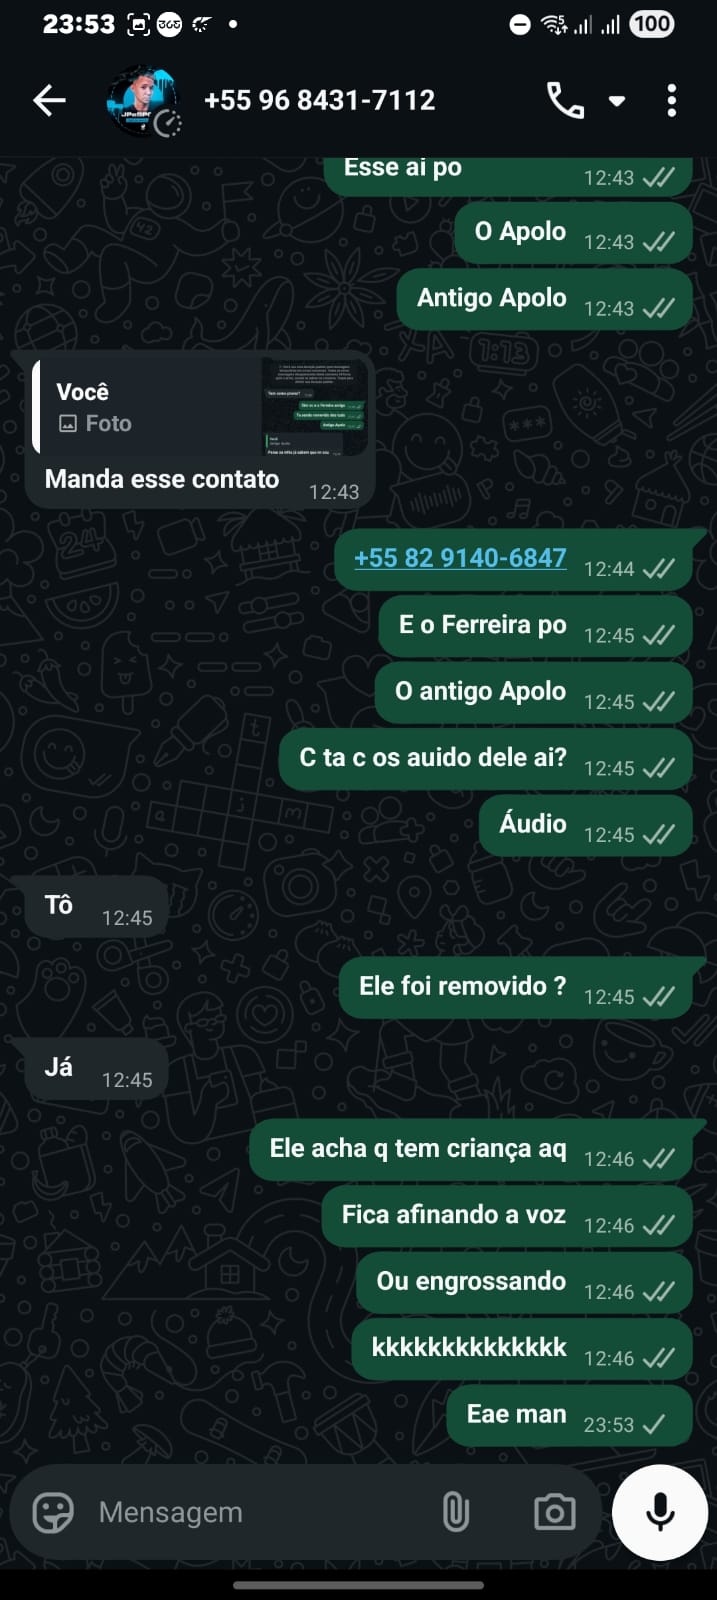 23:53
100
+55 96 8431-7112
Esse ai po 12:43
O Apolo 12:43
Antigo Apolo 12:43
Você
Foto
Manda esse contato 12:43
+55 82 9140-6847 12:44
E o Ferreira po 12:45
O antigo Apolo 12:45
C ta c os auido dele ai? 12:45
Áudio 12:45
Tô 12:45
Ele foi removido ? 12:45
Já 12:45
Ele acha q tem criança aq 12:46
Fica afinando a voz 12:46
Ou engrossando 12:46
kkkkkkkkkkkkkk 12:46
Eae man 23:53
Mensagem